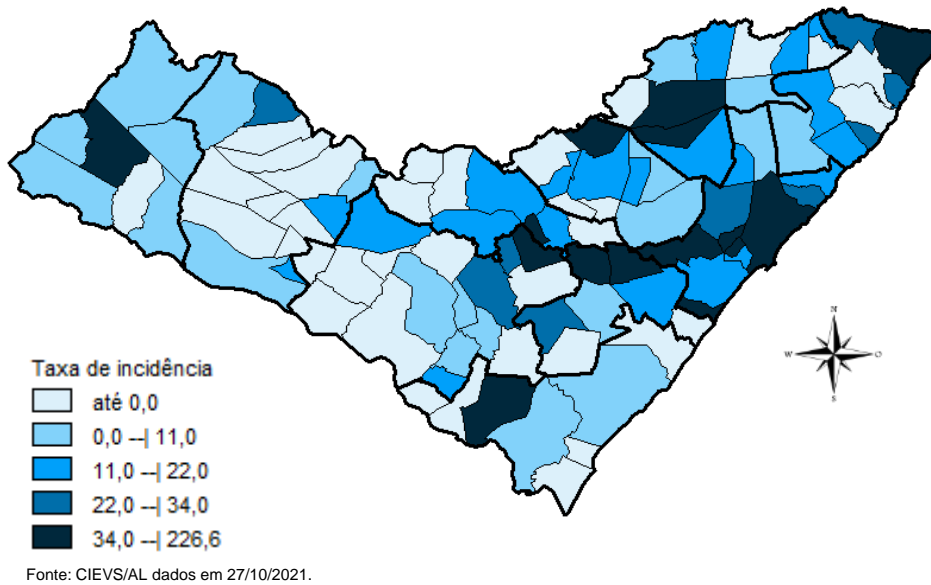 N
W
O
S
Taxa de incidência
até 0,0
0,0 --| 11,0
11,0 --| 22,0
22,0 --| 34,0
34,0 --| 226,6
Fonte: CIEVS/AL dados em 27/10/2021.